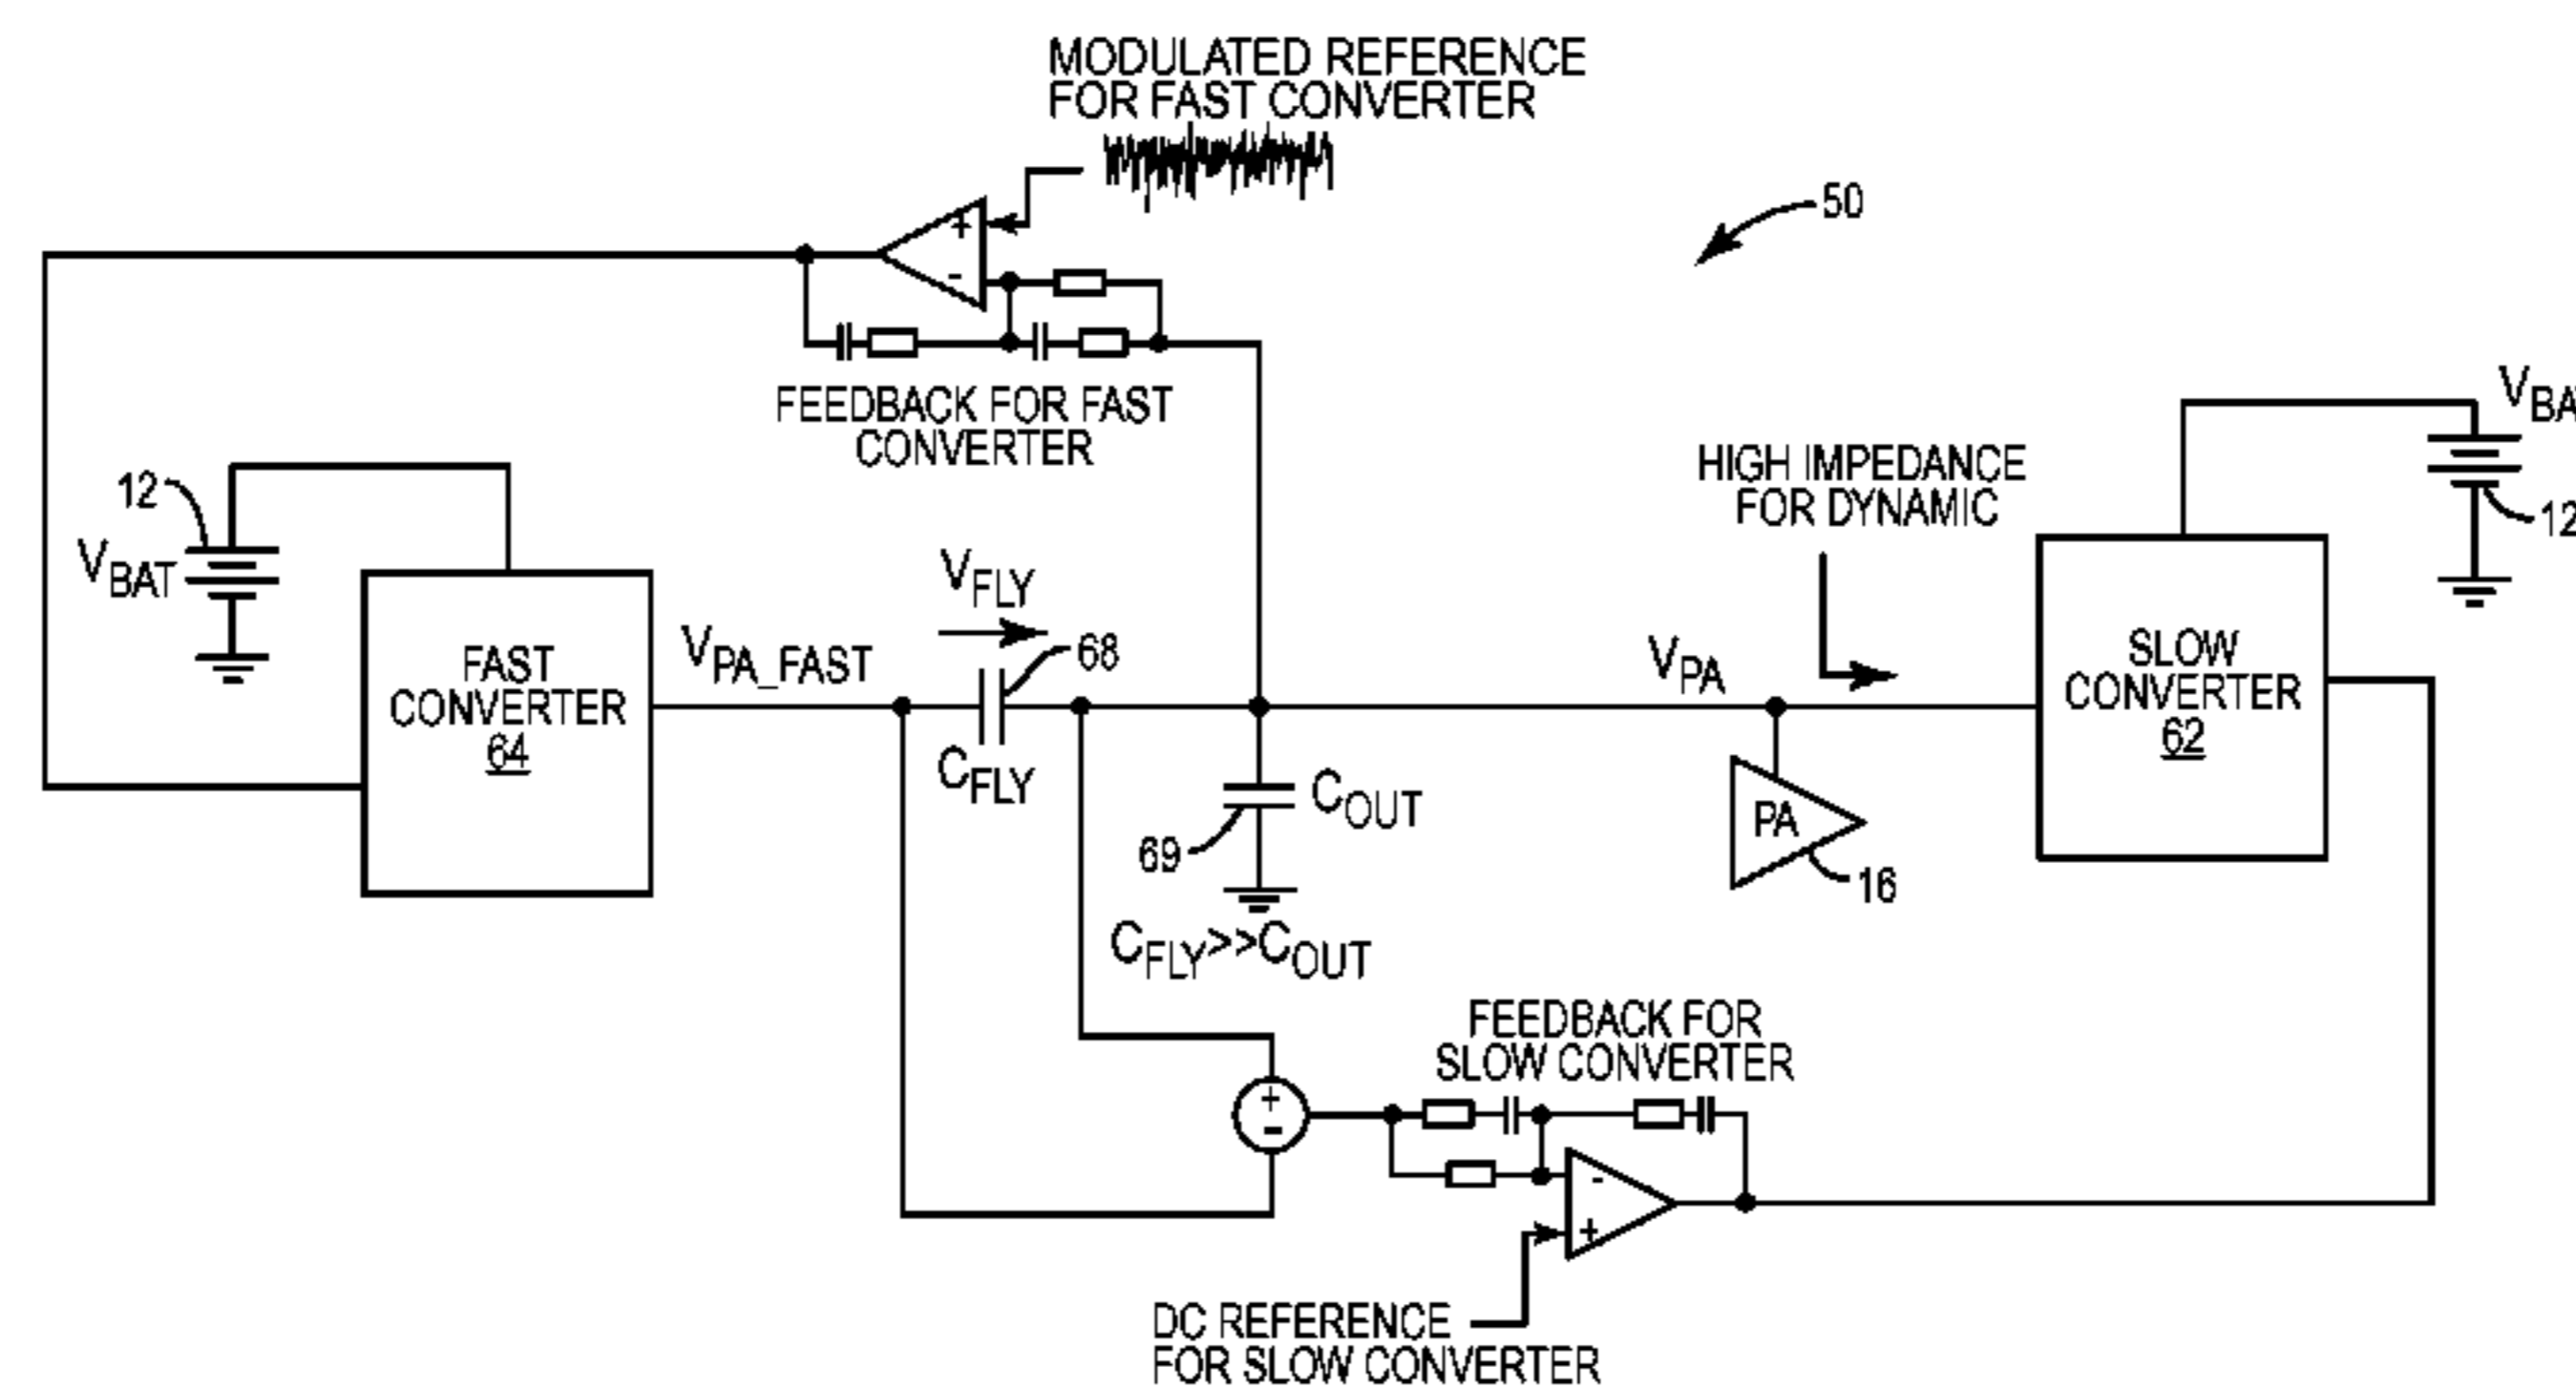 MODULATED REFERENCE
FOR FAST CONVERTER
50
+
-
FEEDBACK FOR FAST
CONVERTER
12
VBAT
FAST
CONVERTER
64
VPA_FAST
VFLY
68
CFLY
COUT
69
CFLY>>COUT
HIGH IMPEDANCE
FOR DYNAMIC
VPA
PA
16
SLOW
CONVERTER
62
VBA
12
FEEDBACK FOR
SLOW CONVERTER
+
-
-
+
DC REFERENCE
FOR SLOW CONVERTER